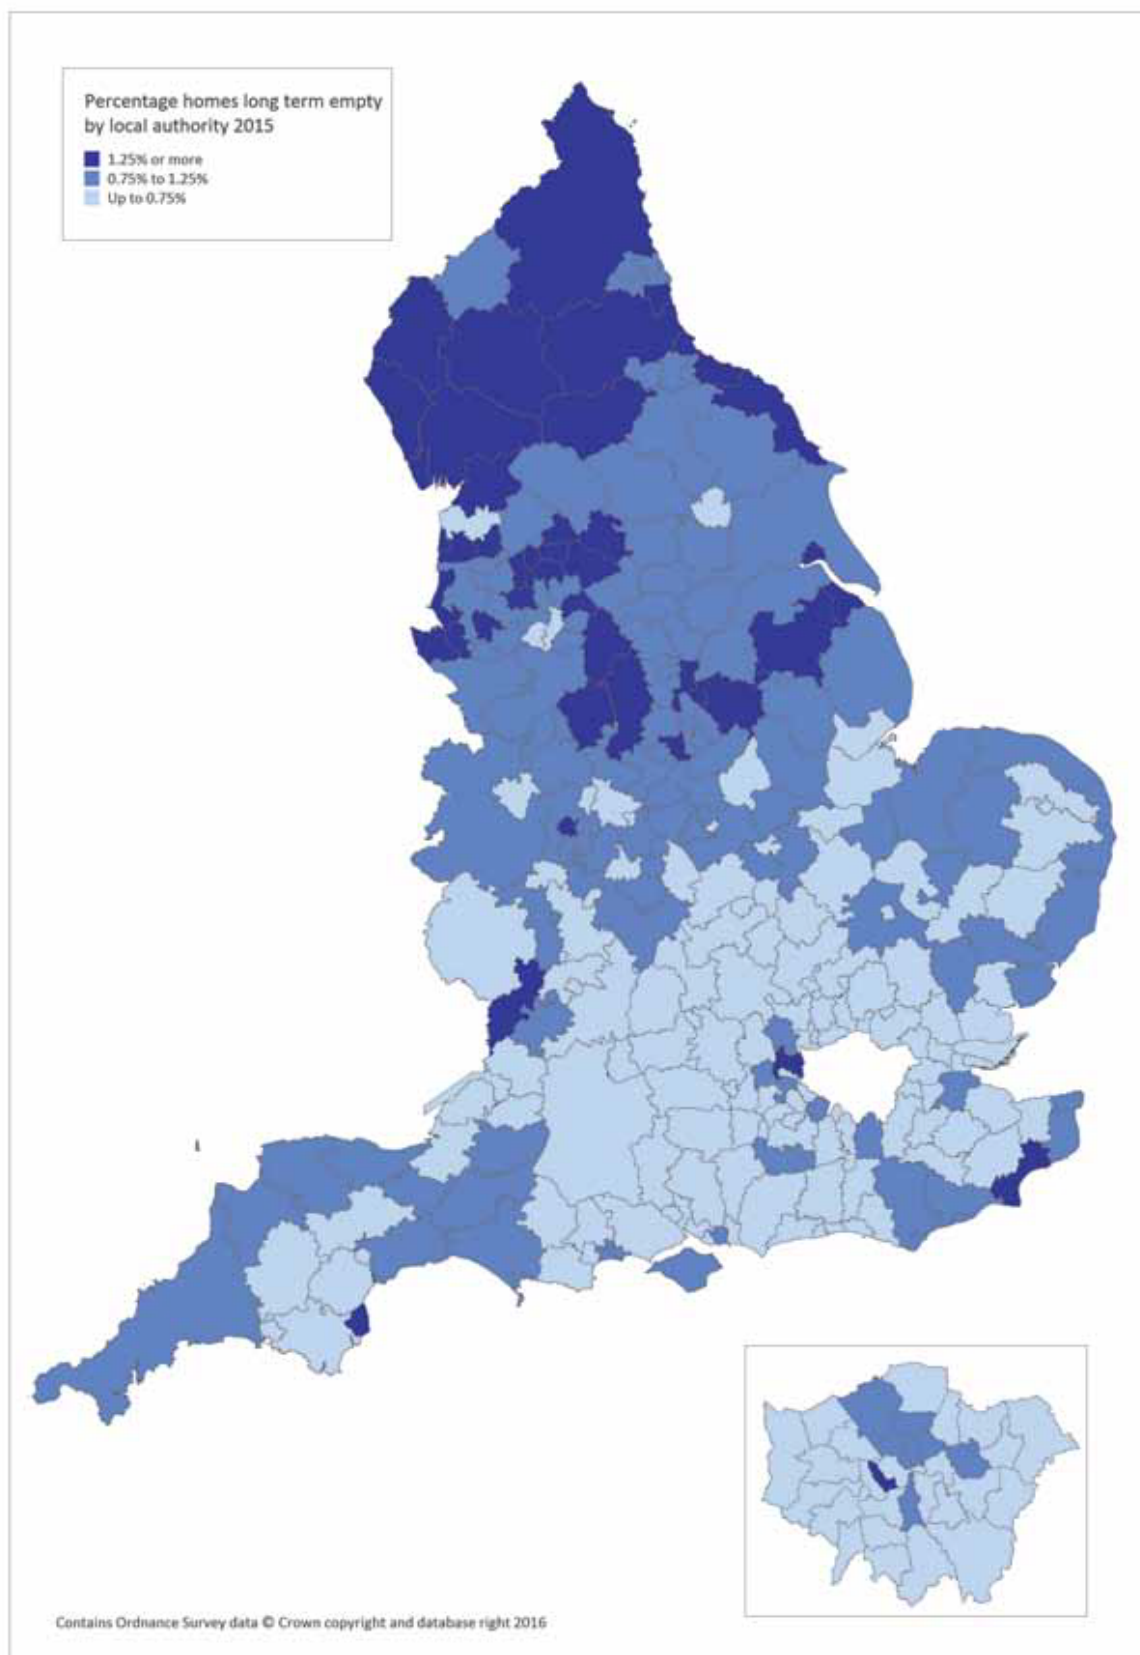 Percentage homes long term empty
by local authority 2015
1.25% or more
0.75% to 1.25%
Up to 0.75%
Contains Ordnance Survey data © Crown copyright and database right 2016